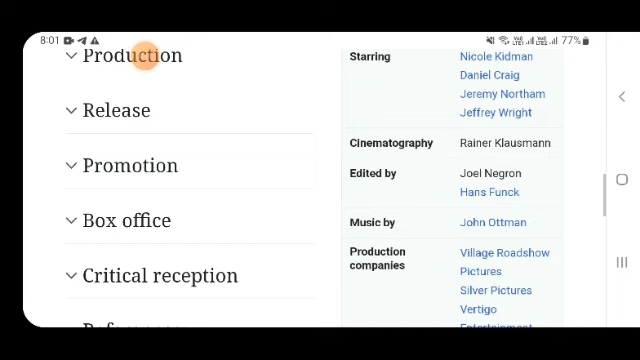 8:01
77%
Production
Release
Promotion
Box office
Critical reception
Starring
Nicole Kidman
Daniel Craig
Jeremy Northam
Jeffrey Wright
Cinematography
Rainer Klausmann
Edited by
Joel Negron
Hans Funck
Music by
John Ottman
Production
companies
Village Roadshow
Pictures
Silver Pictures
Vertigo
Entertainment